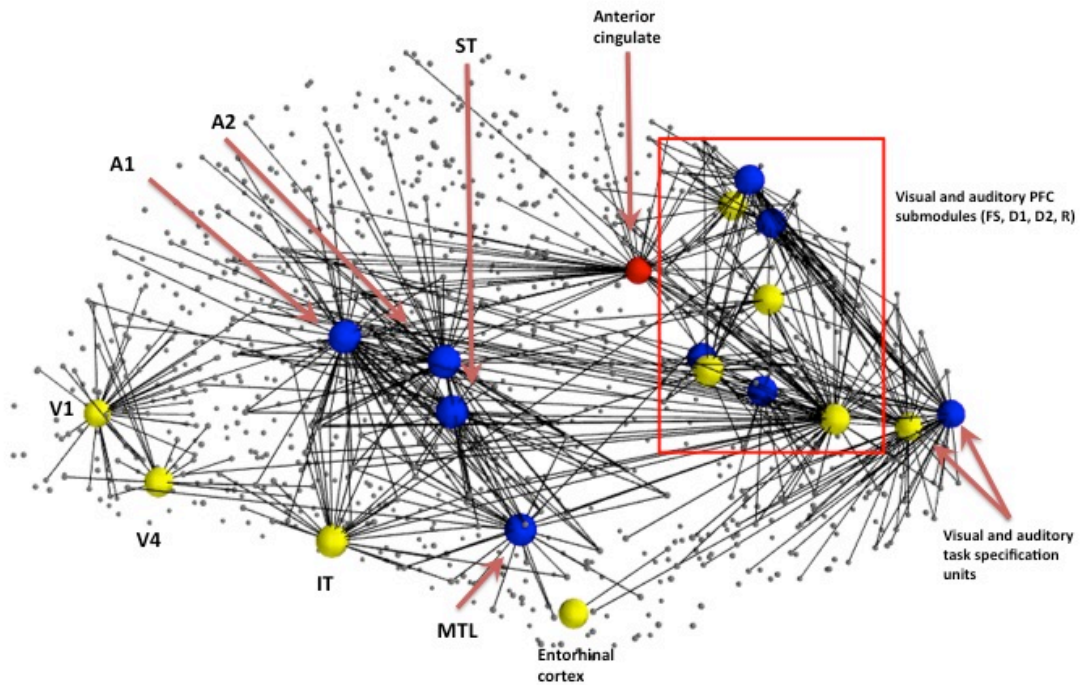 Anterior
cingulate
ST
A2
A1
Visual and auditory PFC
submodules (FS, D1, D2, R)
V1
V4
IT
MTL
Entorhinal
cortex
Visual and auditory
task specification
units